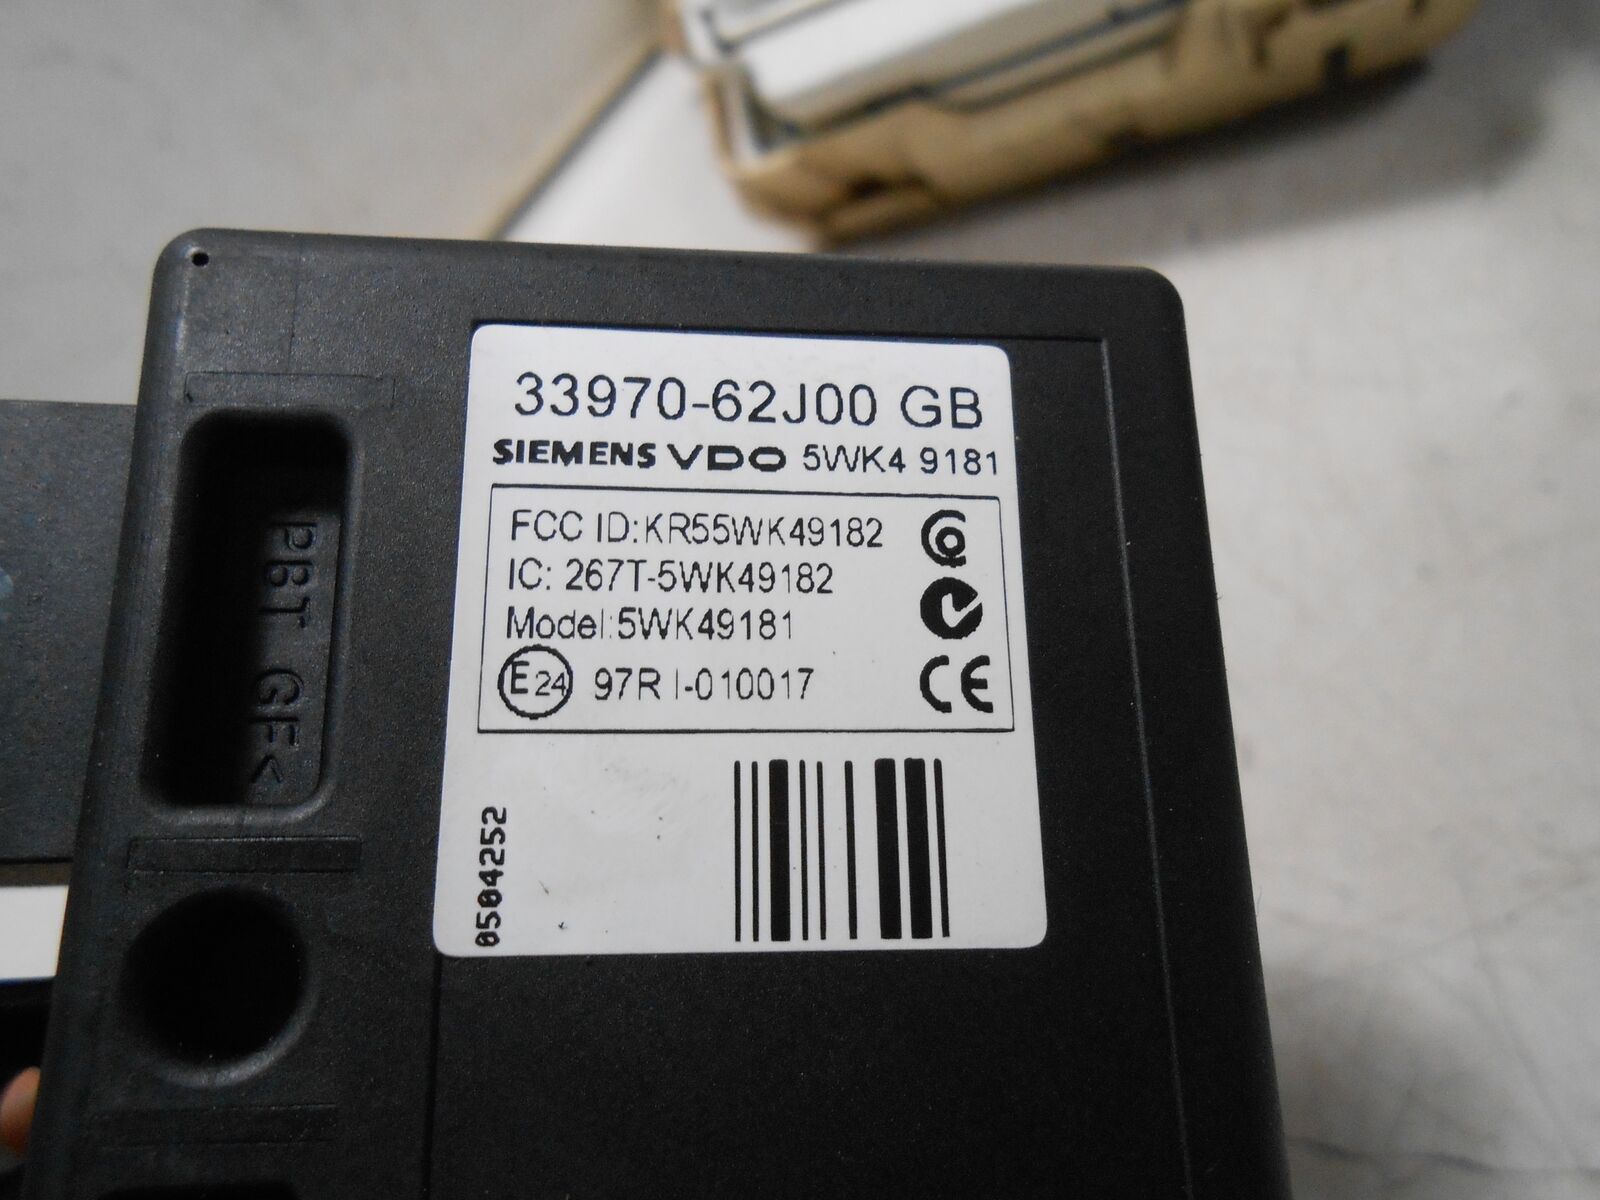 33970-62J00 GB
SIEMENS VDO 5WK4 9181
FCC ID:KR55WK49182
IC: 267T-5WK49182
Model:5WK49181
E24 97R I-010017
CE
0504252
PBT GF<